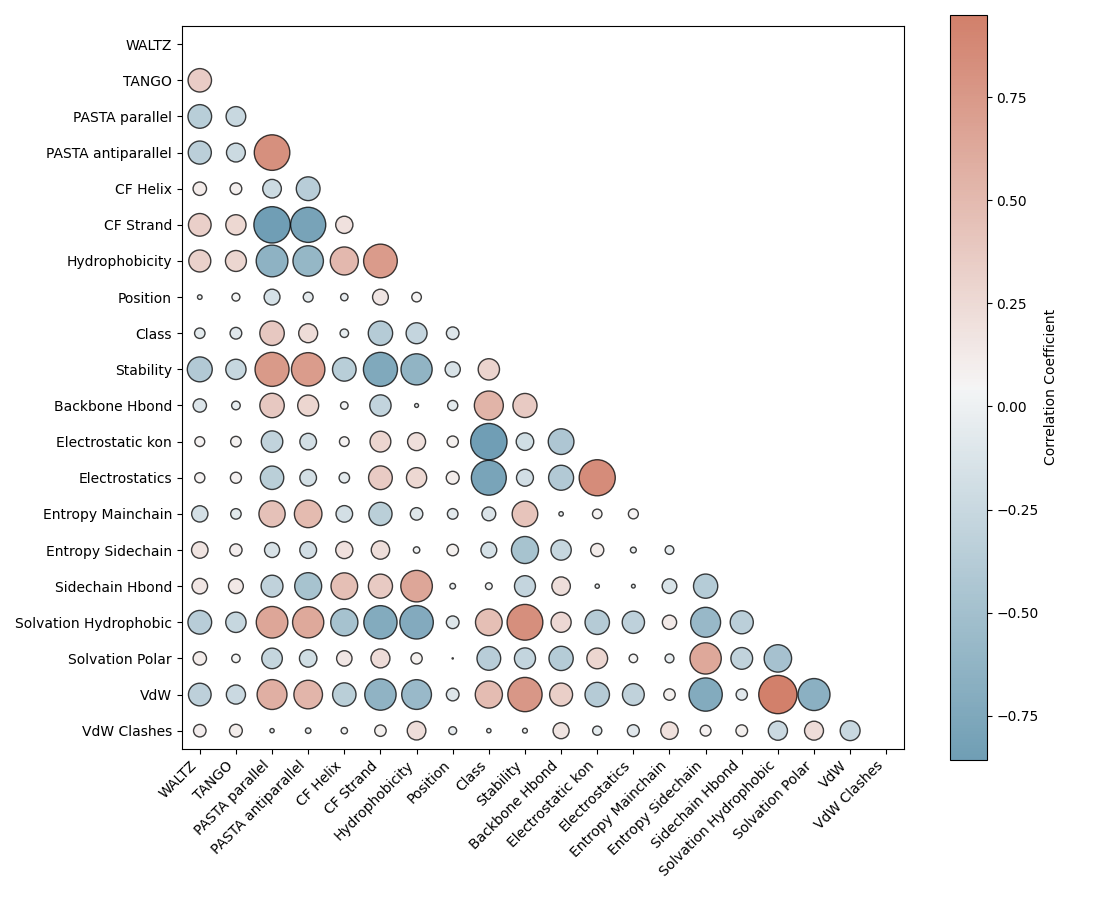 WALTZ
TANGO
PASTA parallel
PASTA antiparallel
CF Helix
CF Strand
Hydrophobicity
Position
Class
Stability
Backbone Hbond
Electrostatic kon
Electrostatics
Entropy Mainchain
Entropy Sidechain
Sidechain Hbond
Solvation Hydrophobic
Solvation Polar
VdW
VdW Clashes
WALTZ
TANGO
PASTA parallel
PASTA antiparallel
CF Helix
CF Strand
Hydrophobicity
Position
Class
Stability
Backbone Hbond
Electrostatic kon
Electrostatics
Entropy Mainchain
Entropy Sidechain
Sidechain Hbond
Solvation Hydrophobic
Solvation Polar
VdW
VdW Clashes
0.75
0.50
0.25
0.00
−0.25
−0.50
−0.75
Correlation Coefficient